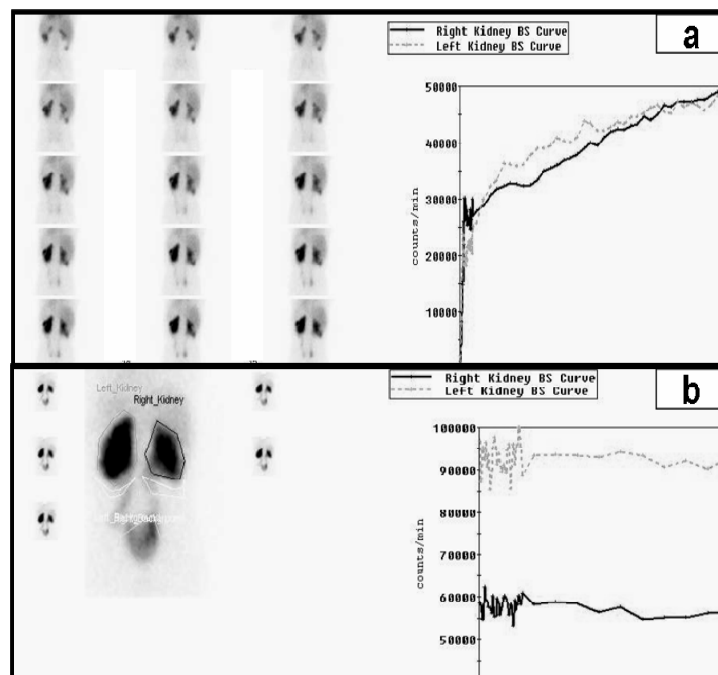 Right Kidney BS Curve
Left Kidney BS Curve
a
50000
40000
30000
20000
10000
counts/min
Right Kidney BS Curve
Left Kidney BS Curve
b
Left_Kidney
Right_Kidney
100000
90000
80000
70000
60000
50000
counts/min